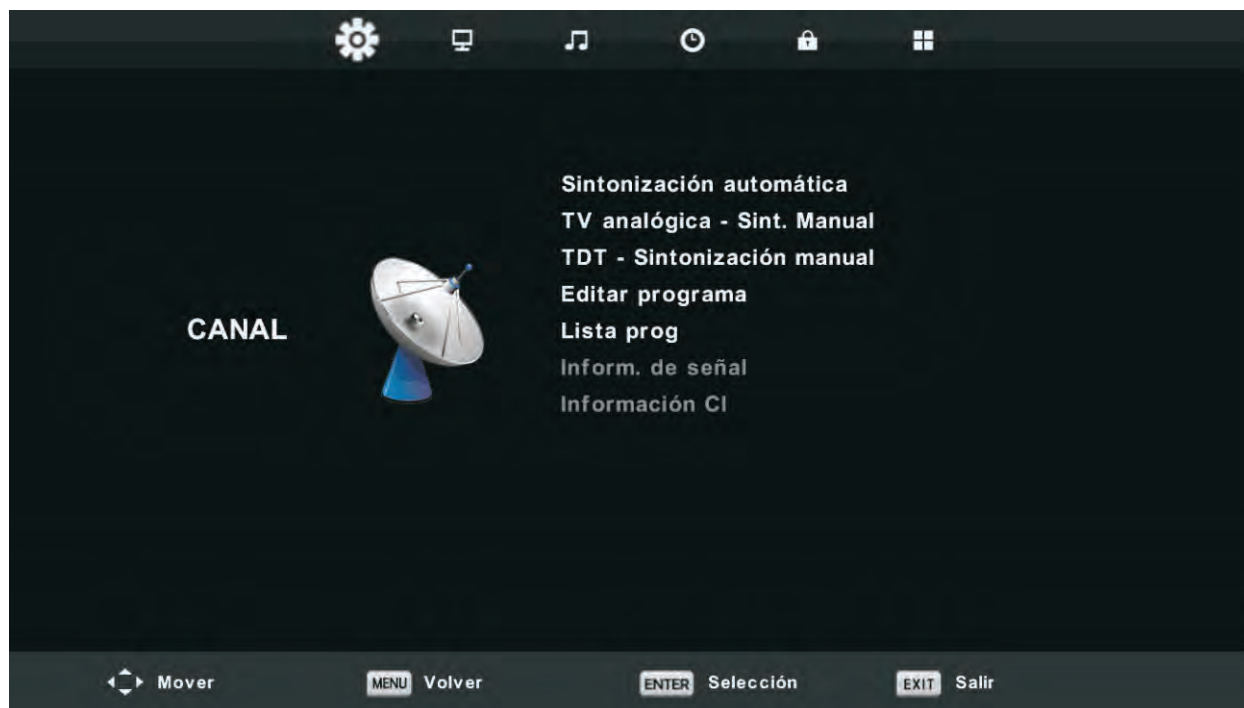 Sintonización automática
TV analógica - Sint. Manual
TDT - Sintonización manual
Editar programa
Lista prog
CANAL
Inform. de señal
Información CI
Mover
MENU Volver
ENTER Selección
EXIT Salir